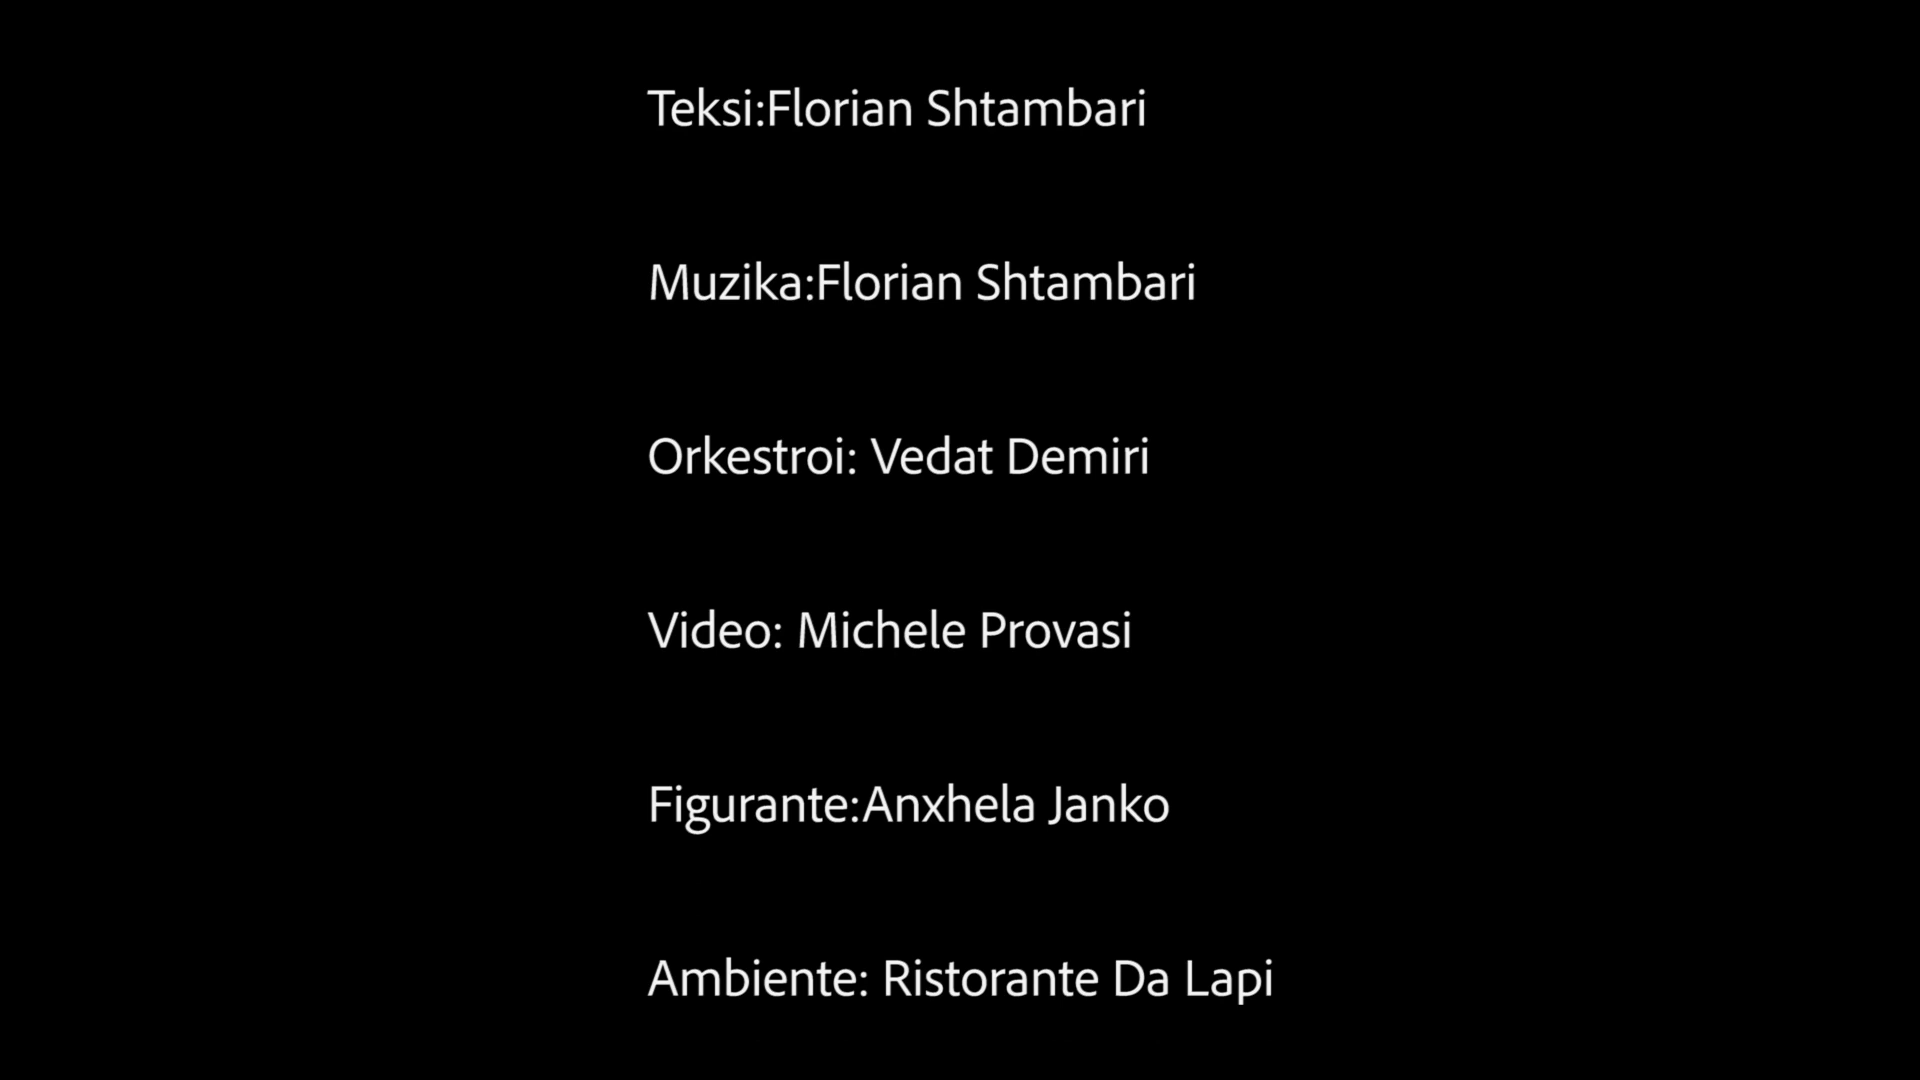 Teksi:Florian Shtambari
Muzika:Florian Shtambari
Orkestroi: Vedat Demiri
Video: Michele Provasi
Figurante:Anxhela Janko
Ambiente: Ristorante Da Lapi